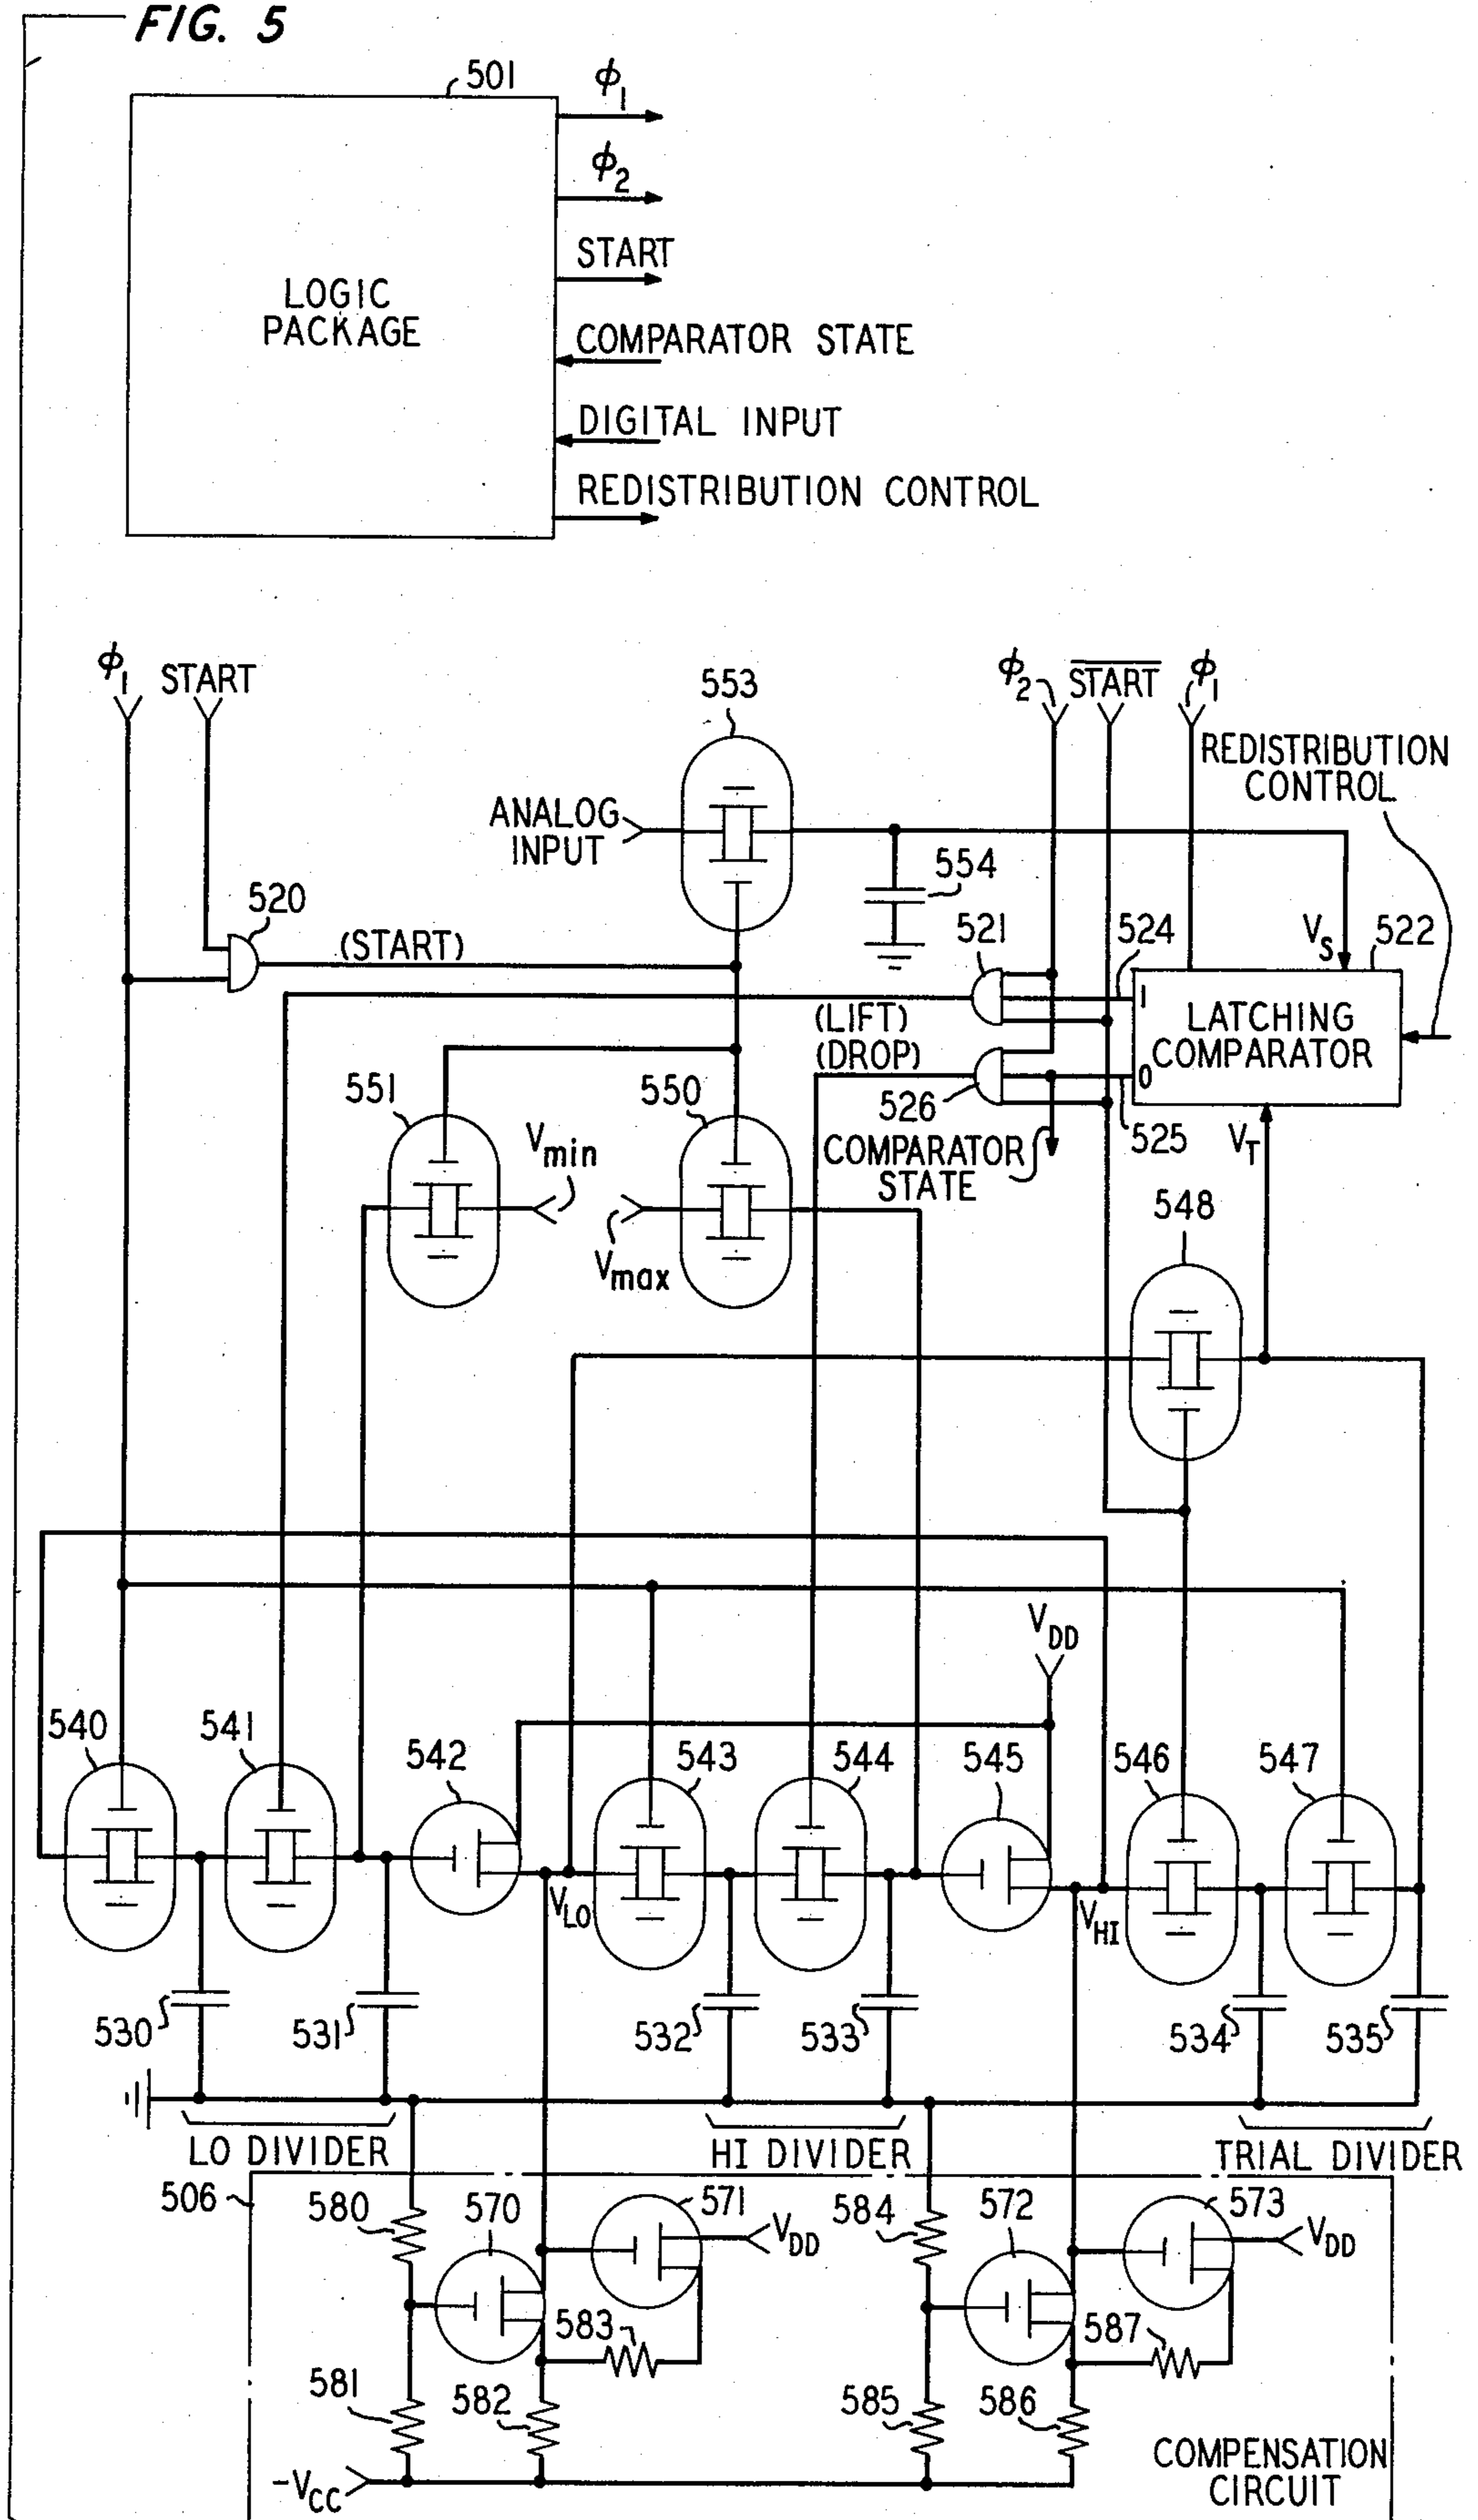 FIG. 5
501
ϕ1
ϕ2
START
LOGIC
PACKAGE
COMPARATOR STATE
DIGITAL INPUT
REDISTRIBUTION CONTROL
ϕ1
START
553
ϕ2
START
ϕ1
REDISTRIBUTION
CONTROL
ANALOG
INPUT
554
520
(START)
521
524
VS
522
1
(LIFT)
LATCHING
COMPARATOR
(DROP)
0
551
550
526
525
Vmin
COMPARATOR
STATE
VT
548
Vmax
VDD
540
541
542
543
544
545
546
547
VLO
VHI
530
531
532
533
534
535
LO DIVIDER
HI DIVIDER
TRIAL DIVIDER
506
580
570
571
584
572
573
VDD
VDD
583
587
581
582
585
586
COMPENSATION
CIRCUIT
-VCC